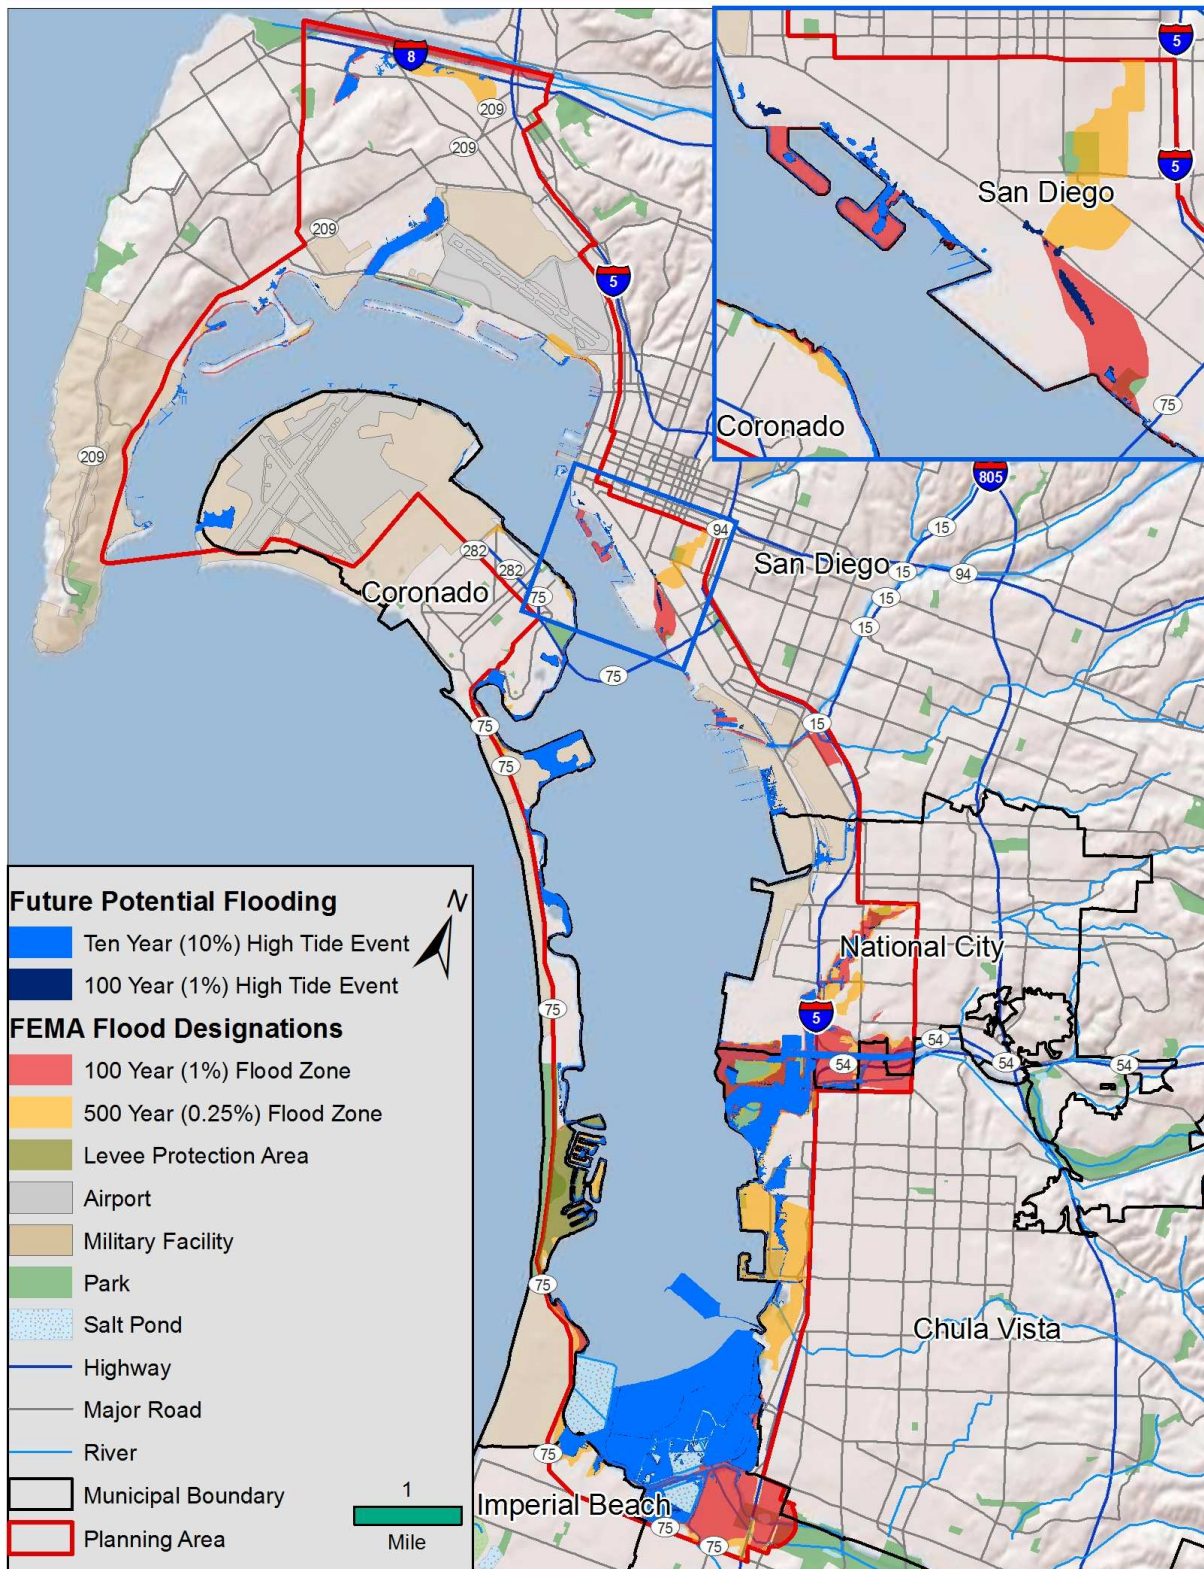 8
209
209
209
209
5
5
5
San Diego
75
Coronado
805
15
94
282
282
75
Coronado
San Diego
15
94
15
15
75
75
15
75
75
National City
5
54
54
54
54
75
Chula Vista
75
Imperial Beach
75
75
Future Potential Flooding
N
Ten Year (10%) High Tide Event
100 Year (1%) High Tide Event
FEMA Flood Designations
100 Year (1%) Flood Zone
500 Year (0.25%) Flood Zone
Levee Protection Area
Airport
Military Facility
Park
Salt Pond
Highway
Major Road
River
Municipal Boundary
Planning Area
1
Mile